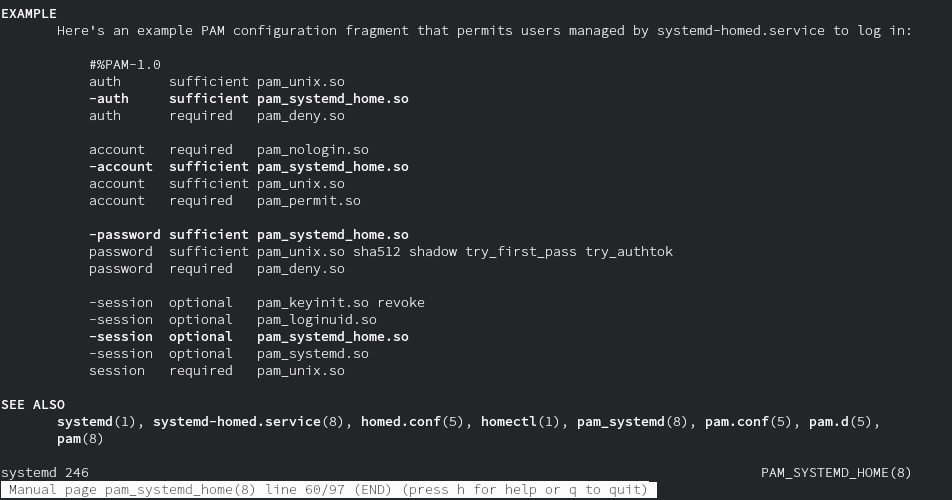 EXAMPLE
Here's an example PAM configuration fragment that permits users managed by systemd-homed.service to log in:
#%PAM-1.0
auth      sufficient pam_unix.so
-auth     sufficient pam_systemd_home.so
auth      required   pam_deny.so
account   required   pam_nologin.so
-account  sufficient pam_systemd_home.so
account   sufficient pam_unix.so
account   required   pam_permit.so
-password sufficient pam_systemd_home.so
password  sufficient pam_unix.so sha512 shadow try_first_pass try_authtok
password  required   pam_deny.so
-session  optional   pam_keyinit.so revoke
-session  optional   pam_loginuid.so
-session  optional   pam_systemd_home.so
-session  optional   pam_systemd.so
session   required   pam_unix.so
SEE ALSO
systemd(1), systemd-homed.service(8), homed.conf(5), homectl(1), pam_systemd(8), pam.conf(5), pam.d(5),
pam(8)
systemd 246 PAM_SYSTEMD_HOME(8)
Manual page pam_systemd_home(8) line 60/97 (END) (press h for help or q to quit)